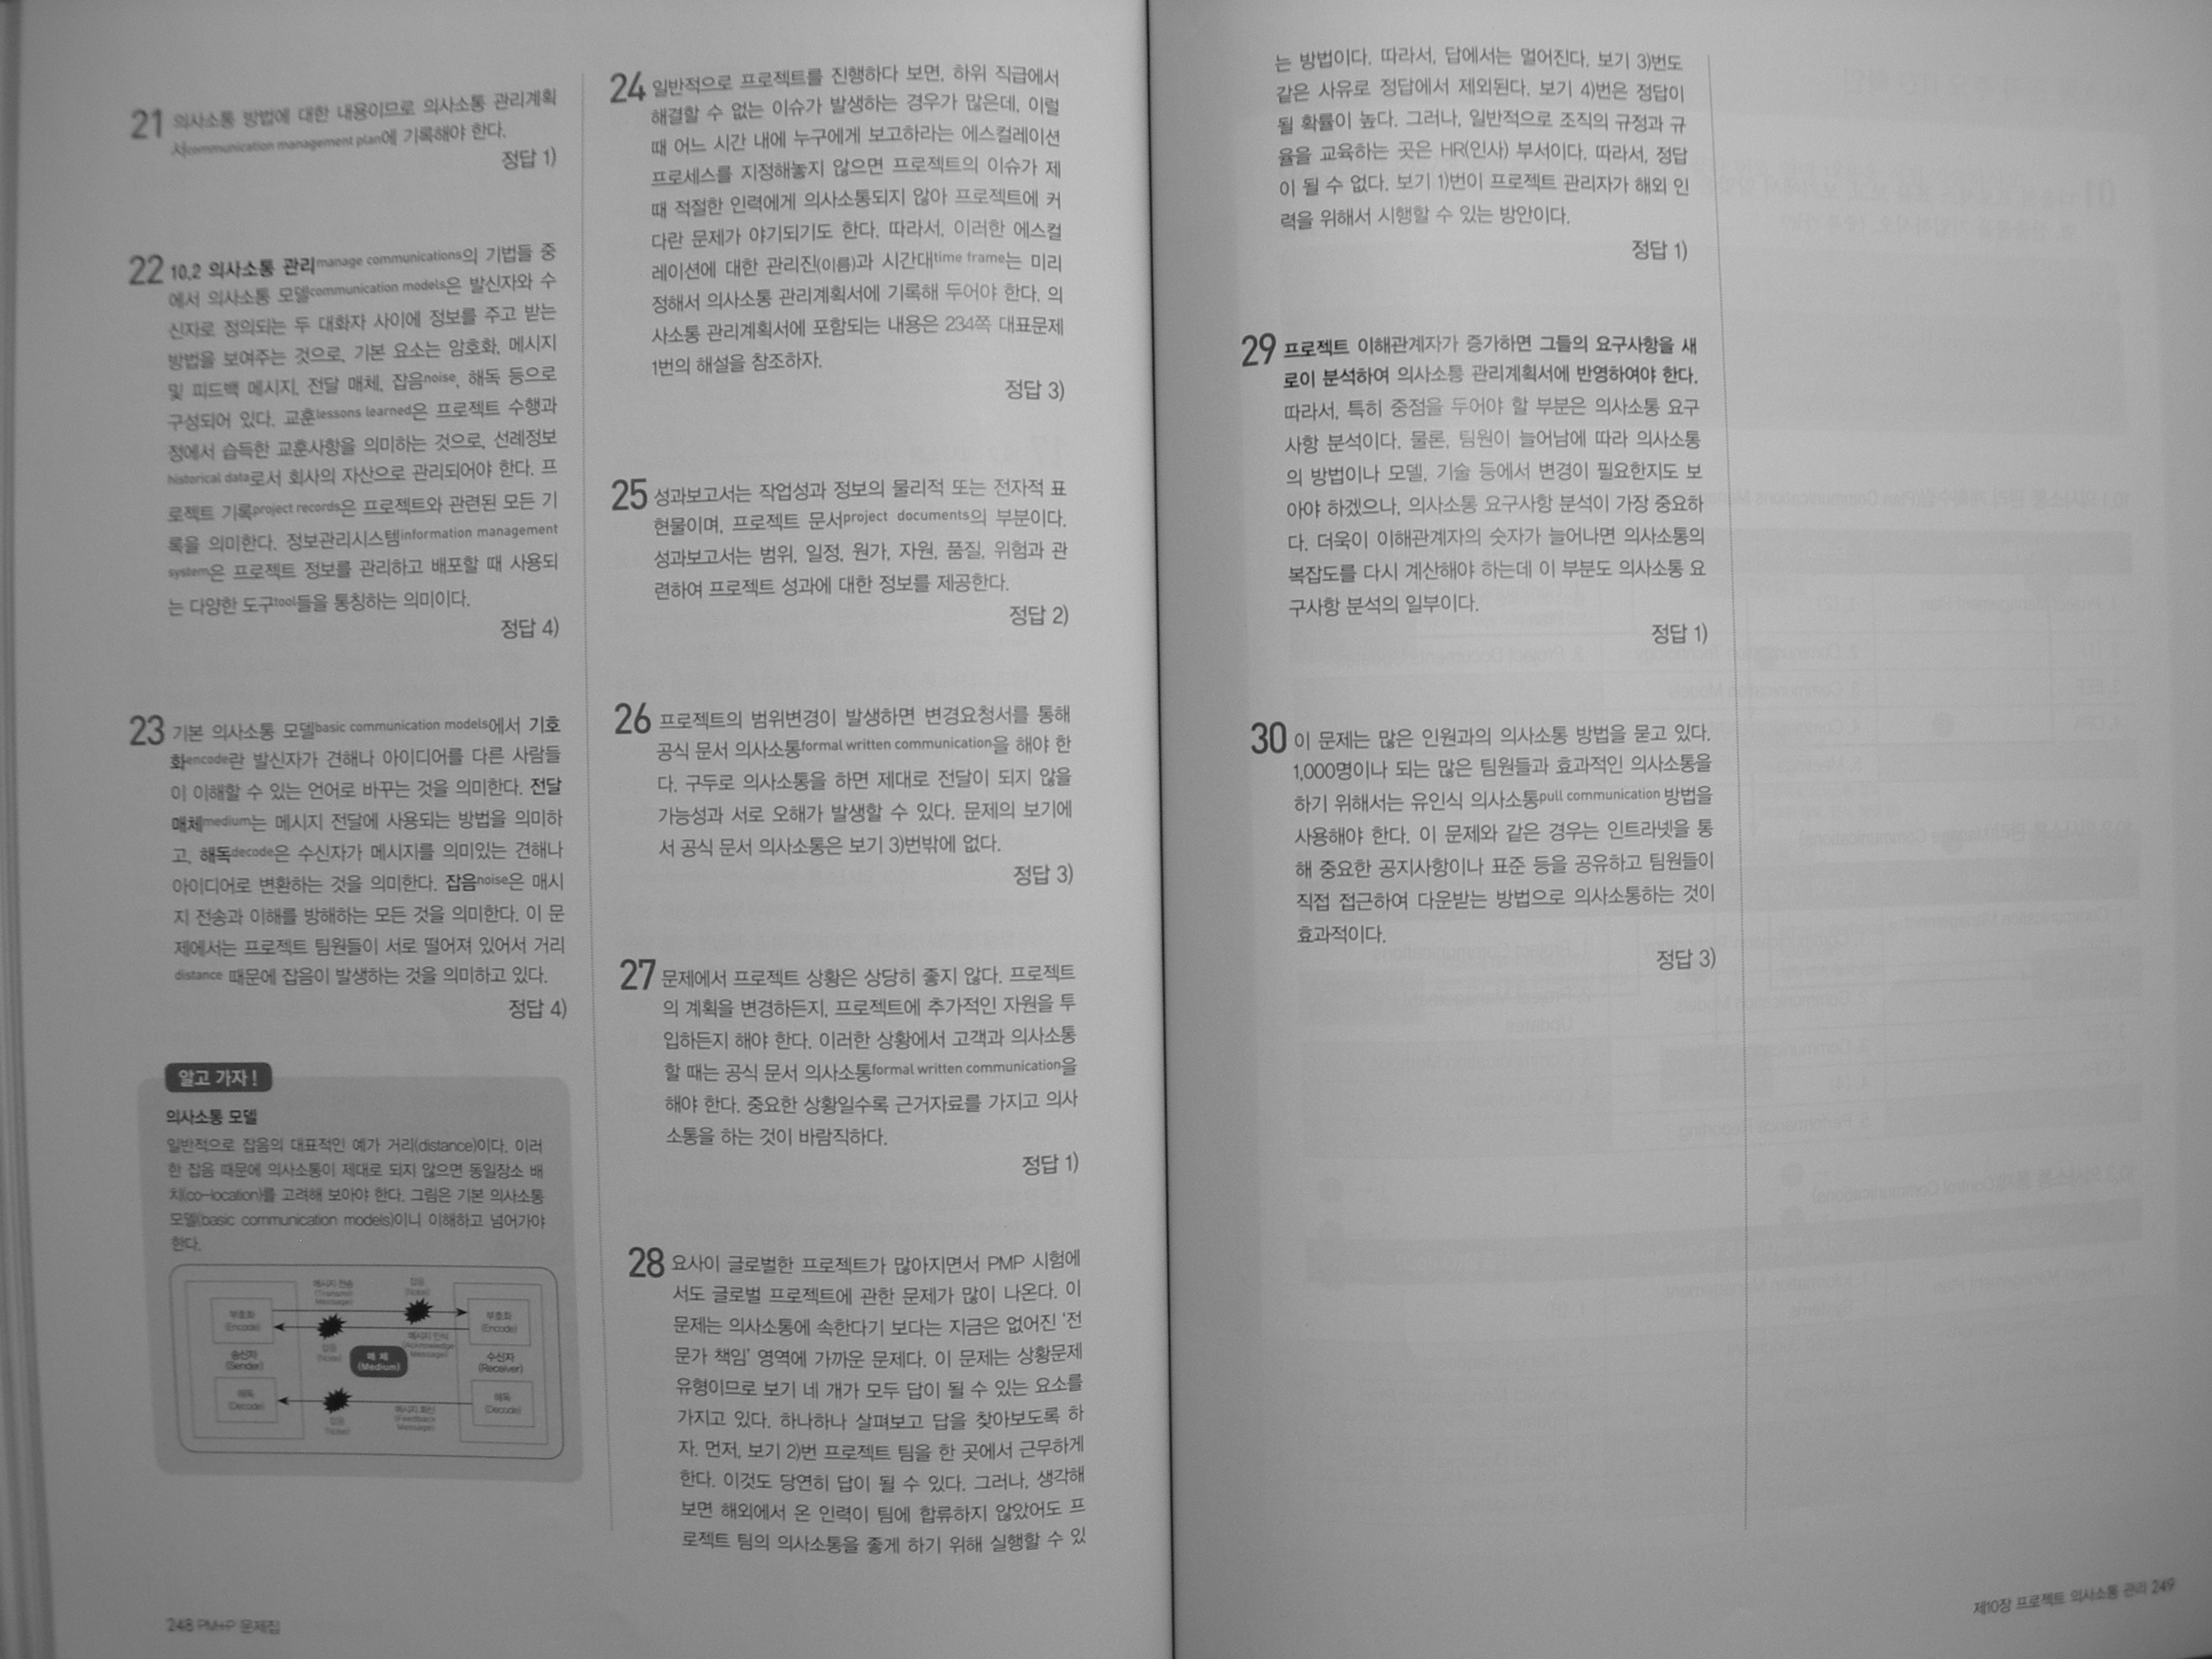 21 의사소통 방법에 대한 내용이므로 의사소통 관리계획
서communication management plan에 기록해야 한다.
정답 1)
22 10.2 의사소통 관리manage communications의 기법들 중
에서 의사소통 모델communication models은 발신자와 수
신자로 정의되는 두 대화자 사이에 정보를 주고 받는
방법을 보여주는 것으로, 기본 요소는 암호화, 메시지
및 피드백 메시지, 전달 매체, 잡음noise, 해독 등으로
구성되어 있다. 교훈lessons learned은 프로젝트 수행과
정에서 습득한 교훈사항을 의미하는 것으로, 선례정보
historical data로서 회사의 자산으로 관리되어야 한다. 프
로젝트 기록project records은 프로젝트와 관련된 모든 기
록을 의미한다. 정보관리시스템information management
system은 프로젝트 정보를 관리하고 배포할 때 사용되
는 다양한 도구tool들을 통칭하는 의미이다.
정답 4)
23 기본 의사소통 모델basic communication models에서 기호
화encode란 발신자가 견해나 아이디어를 다른 사람들
이 이해할 수 있는 언어로 바꾸는 것을 의미한다. 전달
매체medium는 메시지 전달에 사용되는 방법을 의미하
고, 해독decode은 수신자가 메시지를 의미있는 견해나
아이디어로 변환하는 것을 의미한다. 잡음noise은 매시
지 전송과 이해를 방해하는 모든 것을 의미한다. 이 문
제에서는 프로젝트 팀원들이 서로 떨어져 있어서 거리
distance 때문에 잡음이 발생하는 것을 의미하고 있다.
정답 4)
알고 가자!
의사소통 모델
일반적으로 잡음의 대표적인 예가 거리(distance)이다. 이러
한 잡음 때문에 의사소통이 제대로 되지 않으면 동일장소 배
치(co-location)를 고려해 보아야 한다. 그림은 기본 의사소통
모델(basic communication models)이니 이해하고 넘어가야
한다.
메시지 전송
(Transmit
Message)
잡음
(Noise)
부호화
(Encode)
부호화
(Encode)
잡음
(Noise)
메시지 인식
(Acknowledge
Message)
송신자
(Sender)
매 체
(Medium)
수신자
(Receiver)
해독
(Decode)
해독
(Decode)
잡음
(Noise)
메시지 회신
(Feedback
Message)
248 PM+P 문제집
24 일반적으로 프로젝트를 진행하다 보면, 하위 직급에서
해결할 수 없는 이슈가 발생하는 경우가 많은데, 이럴
때 어느 시간 내에 누구에게 보고하라는 에스컬레이션
프로세스를 지정해놓지 않으면 프로젝트의 이슈가 제
때 적절한 인력에게 의사소통되지 않아 프로젝트에 커
다란 문제가 야기되기도 한다. 따라서, 이러한 에스컬
레이션에 대한 관리진(이름)과 시간대time frame는 미리
정해서 의사소통 관리계획서에 기록해 두어야 한다. 의
사소통 관리계획서에 포함되는 내용은 234쪽 대표문제
1번의 해설을 참조하자.
정답 3)
25 성과보고서는 작업성과 정보의 물리적 또는 전자적 표
현물이며, 프로젝트 문서project documents의 부분이다.
성과보고서는 범위, 일정, 원가, 자원, 품질, 위험과 관
련하여 프로젝트 성과에 대한 정보를 제공한다.
정답 2)
26 프로젝트의 범위변경이 발생하면 변경요청서를 통해
공식 문서 의사소통formal written communication을 해야 한
다. 구두로 의사소통을 하면 제대로 전달이 되지 않을
가능성과 서로 오해가 발생할 수 있다. 문제의 보기에
서 공식 문서 의사소통은 보기 3)번밖에 없다.
정답 3)
27 문제에서 프로젝트 상황은 상당히 좋지 않다. 프로젝트
의 계획을 변경하든지, 프로젝트에 추가적인 자원을 투
입하든지 해야 한다. 이러한 상황에서 고객과 의사소통
할 때는 공식 문서 의사소통formal written communication을
해야 한다. 중요한 상황일수록 근거자료를 가지고 의사
소통을 하는 것이 바람직하다.
정답 1)
28 요사이 글로벌한 프로젝트가 많아지면서 PMP 시험에
서도 글로벌 프로젝트에 관한 문제가 많이 나온다. 이
문제는 의사소통에 속한다기 보다는 지금은 없어진 '전
문가 책임' 영역에 가까운 문제다. 이 문제는 상황문제
유형이므로 보기 네 개가 모두 답이 될 수 있는 요소를
가지고 있다. 하나하나 살펴보고 답을 찾아보도록 하
자. 먼저, 보기 2)번 프로젝트 팀을 한 곳에서 근무하게
한다. 이것도 당연히 답이 될 수 있다. 그러나, 생각해
보면 해외에서 온 인력이 팀에 합류하지 않았어도 프
로젝트 팀의 의사소통을 좋게 하기 위해 실행할 수 있
는 방법이다. 따라서, 답에서는 멀어진다. 보기 3)번도
같은 사유로 정답에서 제외된다. 보기 4)번은 정답이
될 확률이 높다. 그러나, 일반적으로 조직의 규정과 규
율을 교육하는 곳은 HR(인사) 부서이다. 따라서, 정답
이 될 수 없다. 보기 1)번이 프로젝트 관리자가 해외 인
력을 위해서 시행할 수 있는 방안이다.
정답 1)
29 프로젝트 이해관계자가 증가하면 그들의 요구사항을 새
로이 분석하여 의사소통 관리계획서에 반영하여야 한다.
따라서, 특히 중점을 두어야 할 부분은 의사소통 요구
사항 분석이다. 물론, 팀원이 늘어남에 따라 의사소통
의 방법이나 모델, 기술 등에서 변경이 필요한지도 보
아야 하겠으나, 의사소통 요구사항 분석이 가장 중요하
다. 더욱이 이해관계자의 숫자가 늘어나면 의사소통의
복잡도를 다시 계산해야 하는데 이 부분도 의사소통 요
구사항 분석의 일부이다.
정답 1)
30 이 문제는 많은 인원과의 의사소통 방법을 묻고 있다.
1,000명이나 되는 많은 팀원들과 효과적인 의사소통을
하기 위해서는 유인식 의사소통pull communication 방법을
사용해야 한다. 이 문제와 같은 경우는 인트라넷을 통
해 중요한 공지사항이나 표준 등을 공유하고 팀원들이
직접 접근하여 다운받는 방법으로 의사소통하는 것이
효과적이다.
정답 3)
제10장 프로젝트 의사소통 관리 249